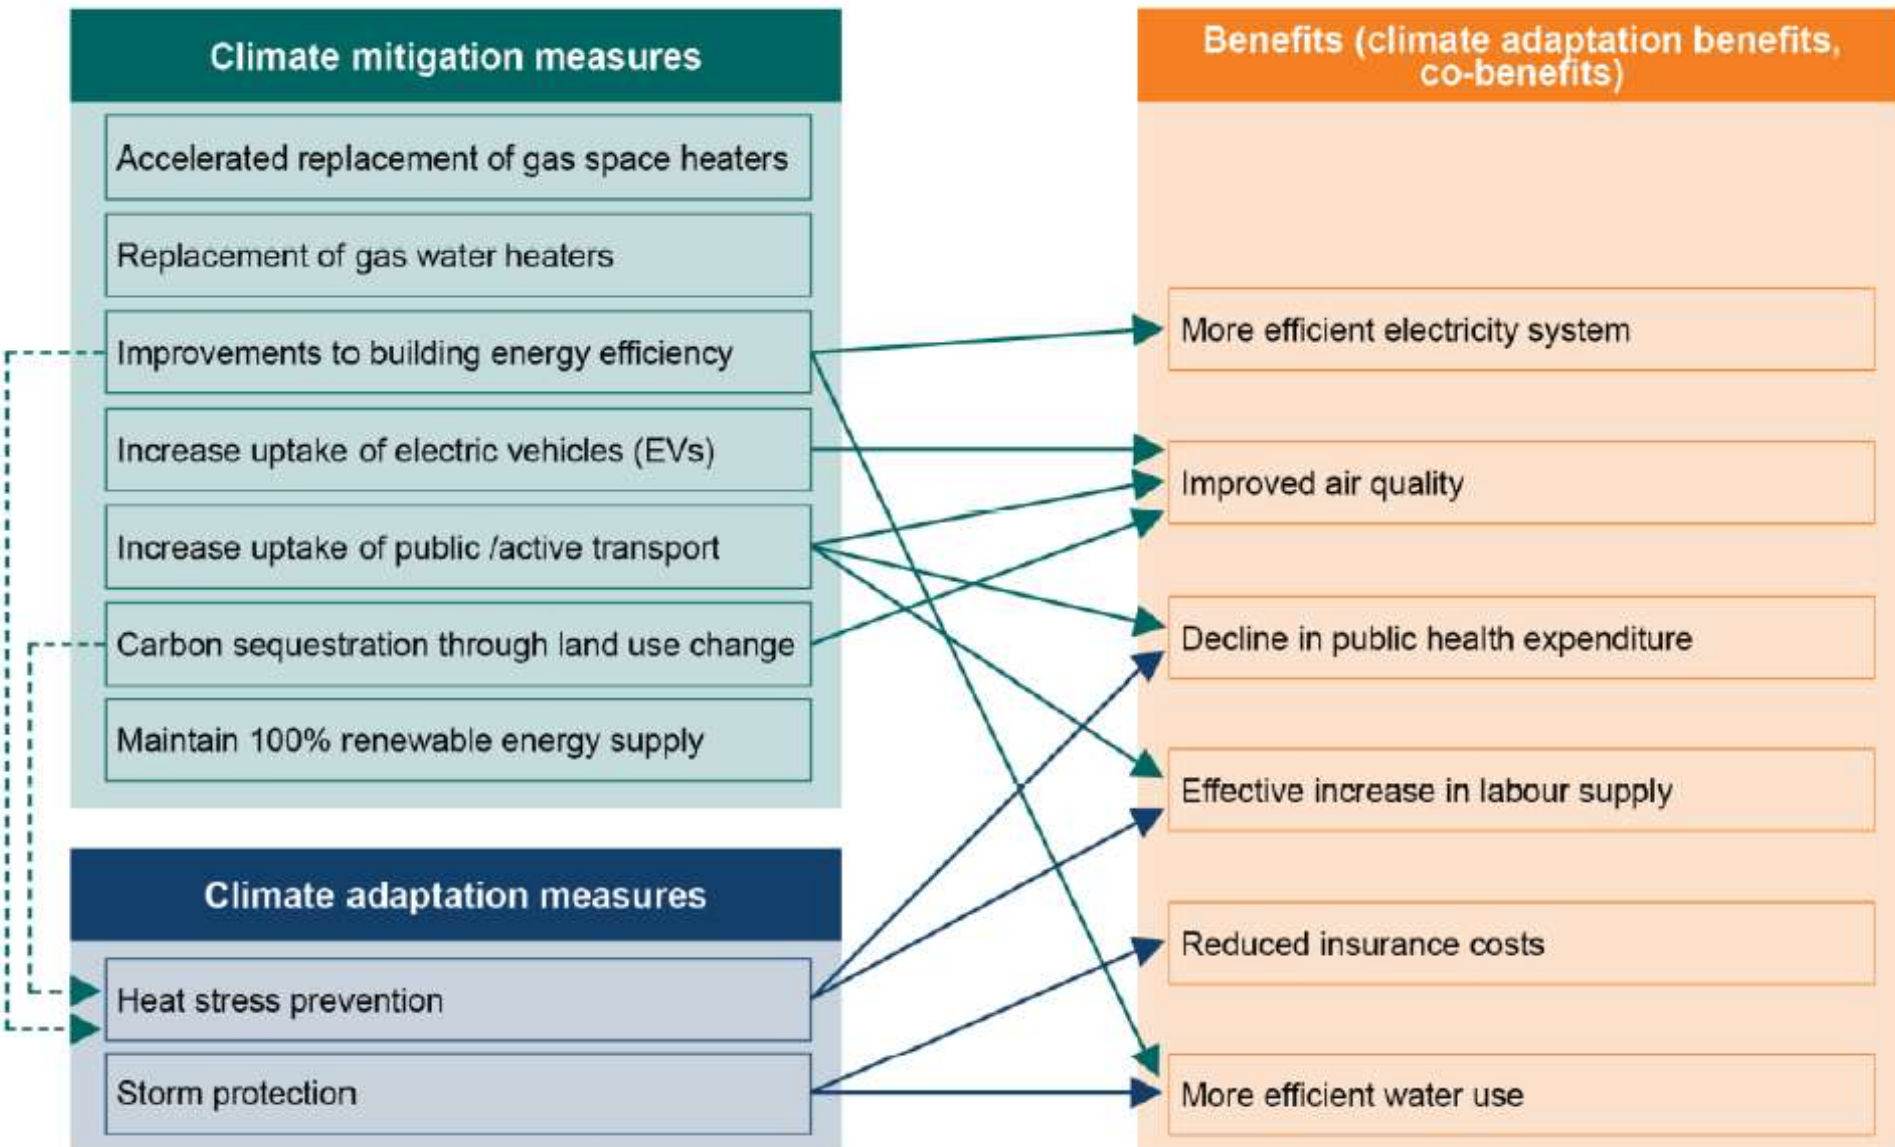 Climate mitigation measures
Accelerated replacement of gas space heaters
Replacement of gas water heaters
Improvements to building energy efficiency
Increase uptake of electric vehicles (EVs)
Increase uptake of public /active transport
Carbon sequestration through land use change
Maintain 100% renewable energy supply
Climate adaptation measures
Heat stress prevention
Storm protection
Benefits (climate adaptation benefits,
co-benefits)
More efficient electricity system
Improved air quality
Decline in public health expenditure
Effective increase in labour supply
Reduced insurance costs
More efficient water use